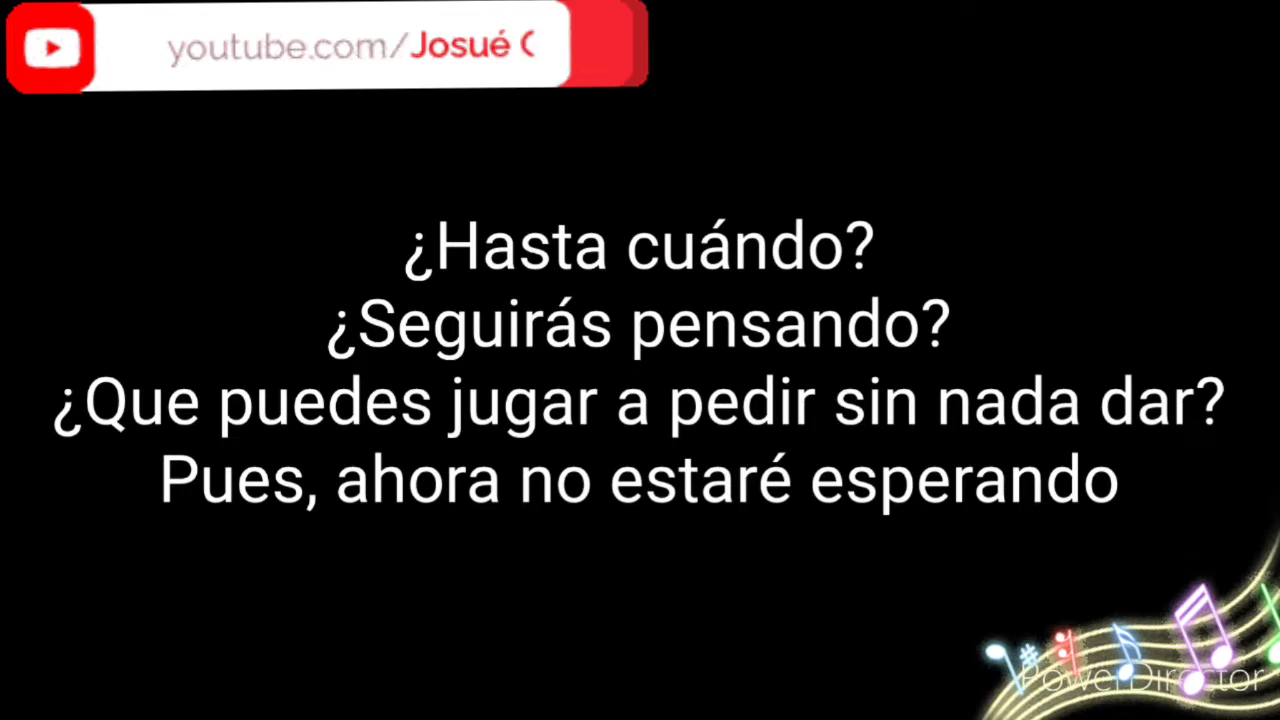 youtube.com/Josué
¿Hasta cuándo?
¿Seguirás pensando?
¿Que puedes jugar a pedir sin nada dar?
Pues, ahora no estaré esperando
PowerDirector